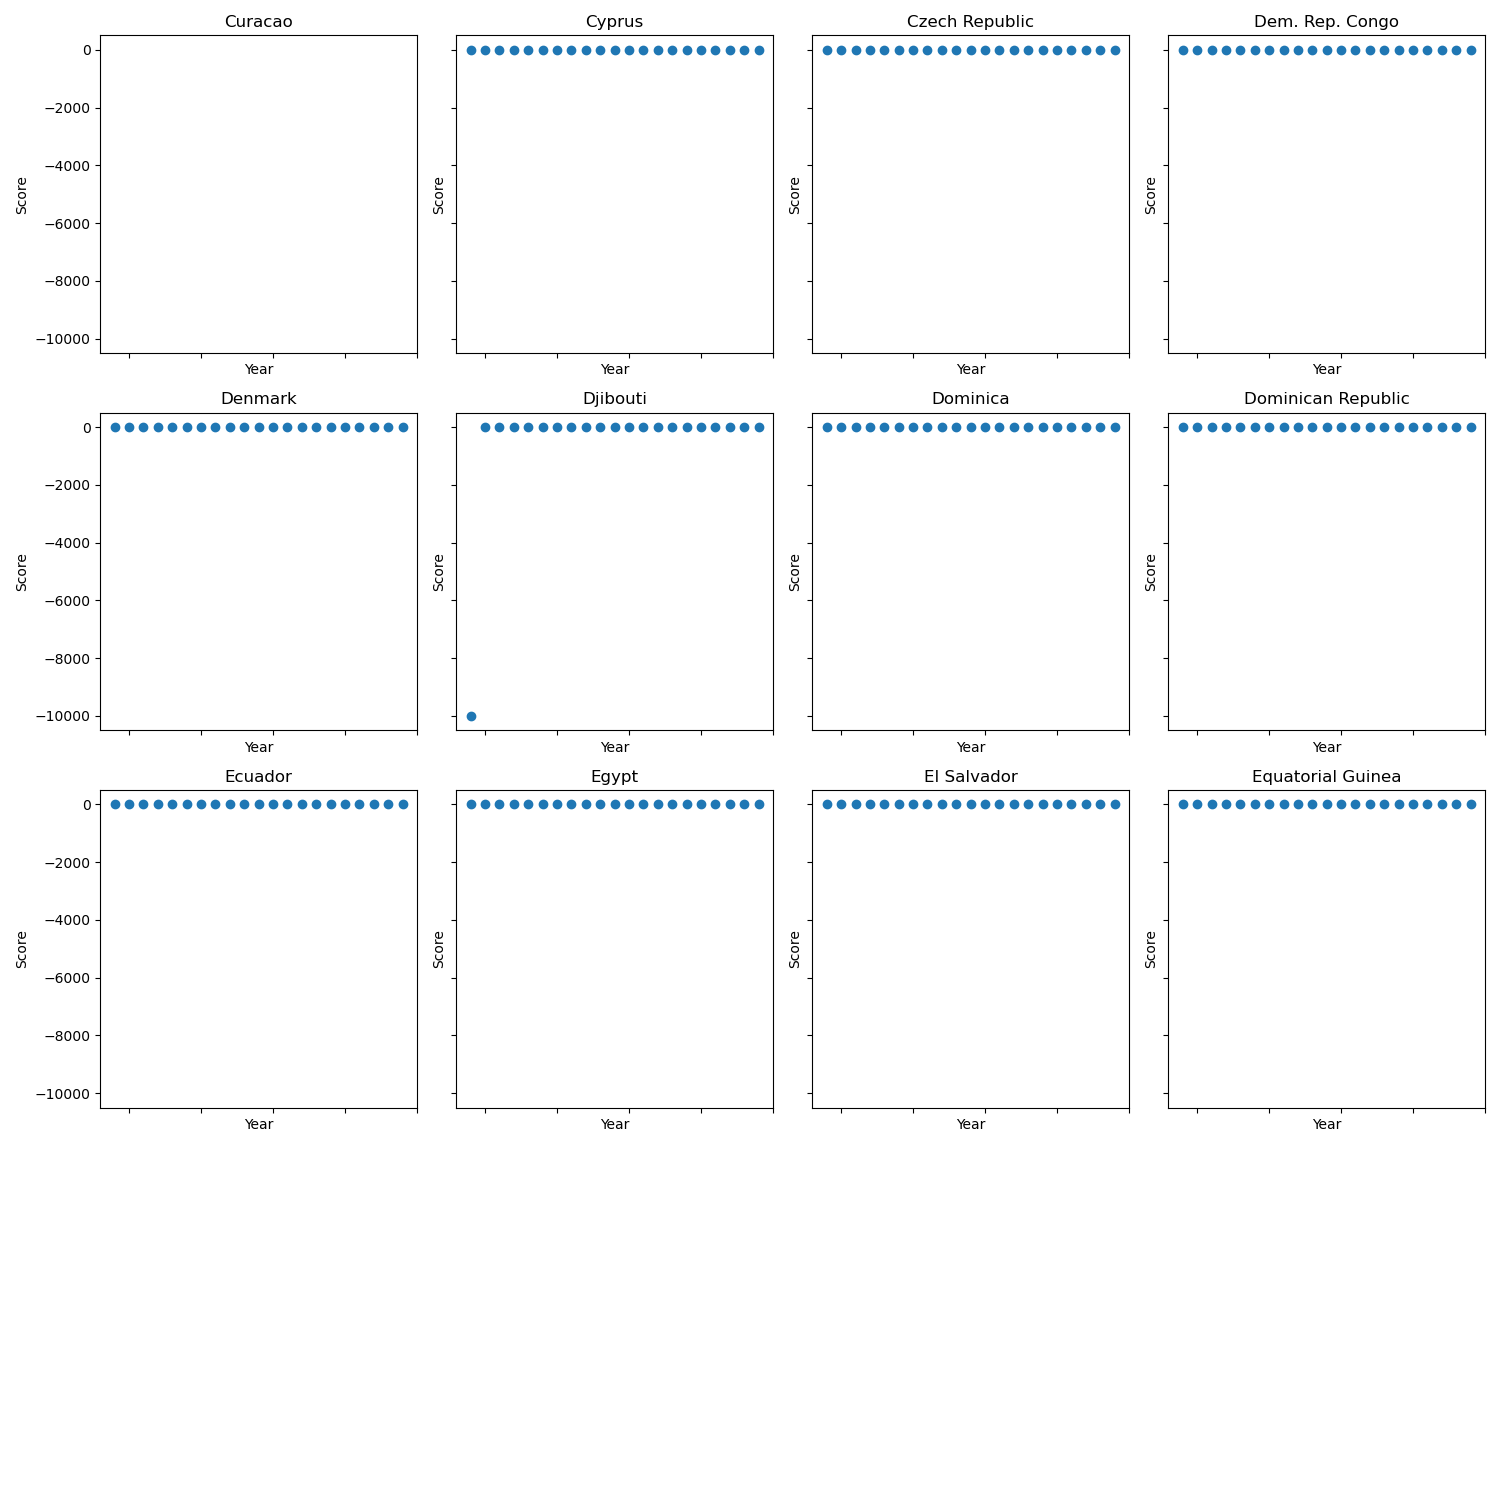 Curacao
Cyprus
Czech Republic
Dem. Rep. Congo
0
−2000
−4000
−6000
−8000
−10000
Score
Score
Score
Score
Year
Year
Year
Year
Denmark
Djibouti
Dominica
Dominican Republic
0
−2000
−4000
−6000
−8000
−10000
Score
Score
Score
Score
Year
Year
Year
Year
Ecuador
Egypt
El Salvador
Equatorial Guinea
0
−2000
−4000
−6000
−8000
−10000
Score
Score
Score
Score
Year
Year
Year
Year